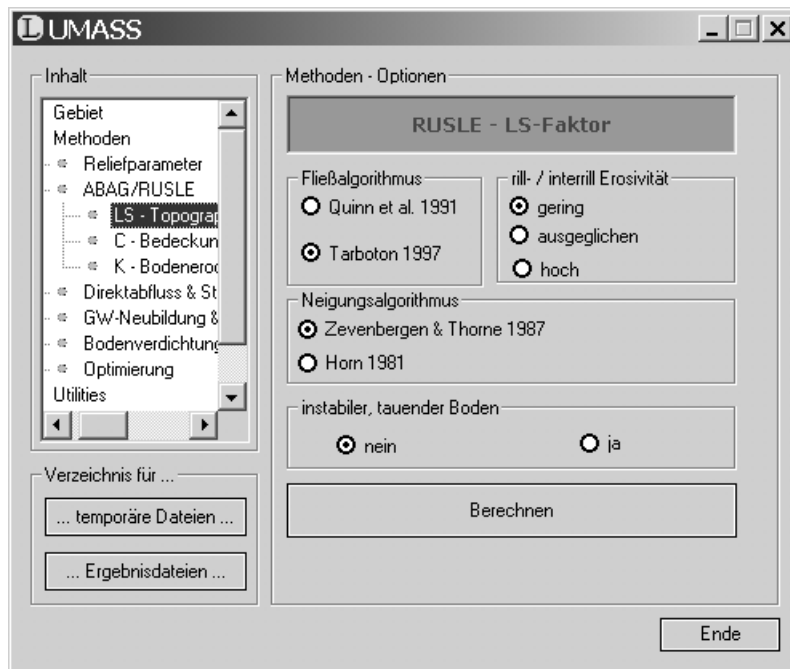 UMASS
Inhalt
Gebiet
Methoden
Reliefparameter
ABAG/RUSLE
LS - Topograp
C - Bedeckun
K - Bodenerod
Direktabfluss & St
GW-Neubildung &
Bodenverdichtung
Optimierung
Utilities
Verzeichnis für ...
... temporäre Dateien ...
... Ergebnisdateien ...
Methoden - Optionen
RUSLE - LS-Faktor
Fließalgorithmus
Quinn et al. 1991
Tarboton 1997
rill- / interrill Erosivität
gering
ausgeglichen
hoch
Neigungsalgorithmus
Zevenbergen & Thorne 1987
Horn 1981
instabiler, tauender Boden
nein
ja
Berechnen
Ende